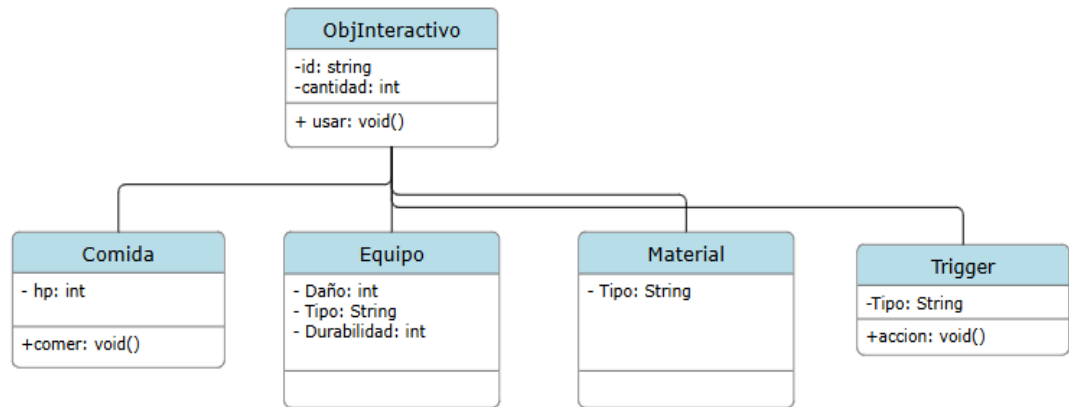 ObjInteractivo
-id: string
-cantidad: int
+ usar: void()
Comida
- hp: int
+comer: void()
Equipo
- Daño: int
- Tipo: String
- Durabilidad: int
Material
- Tipo: String
Trigger
-Tipo: String
+accion: void()